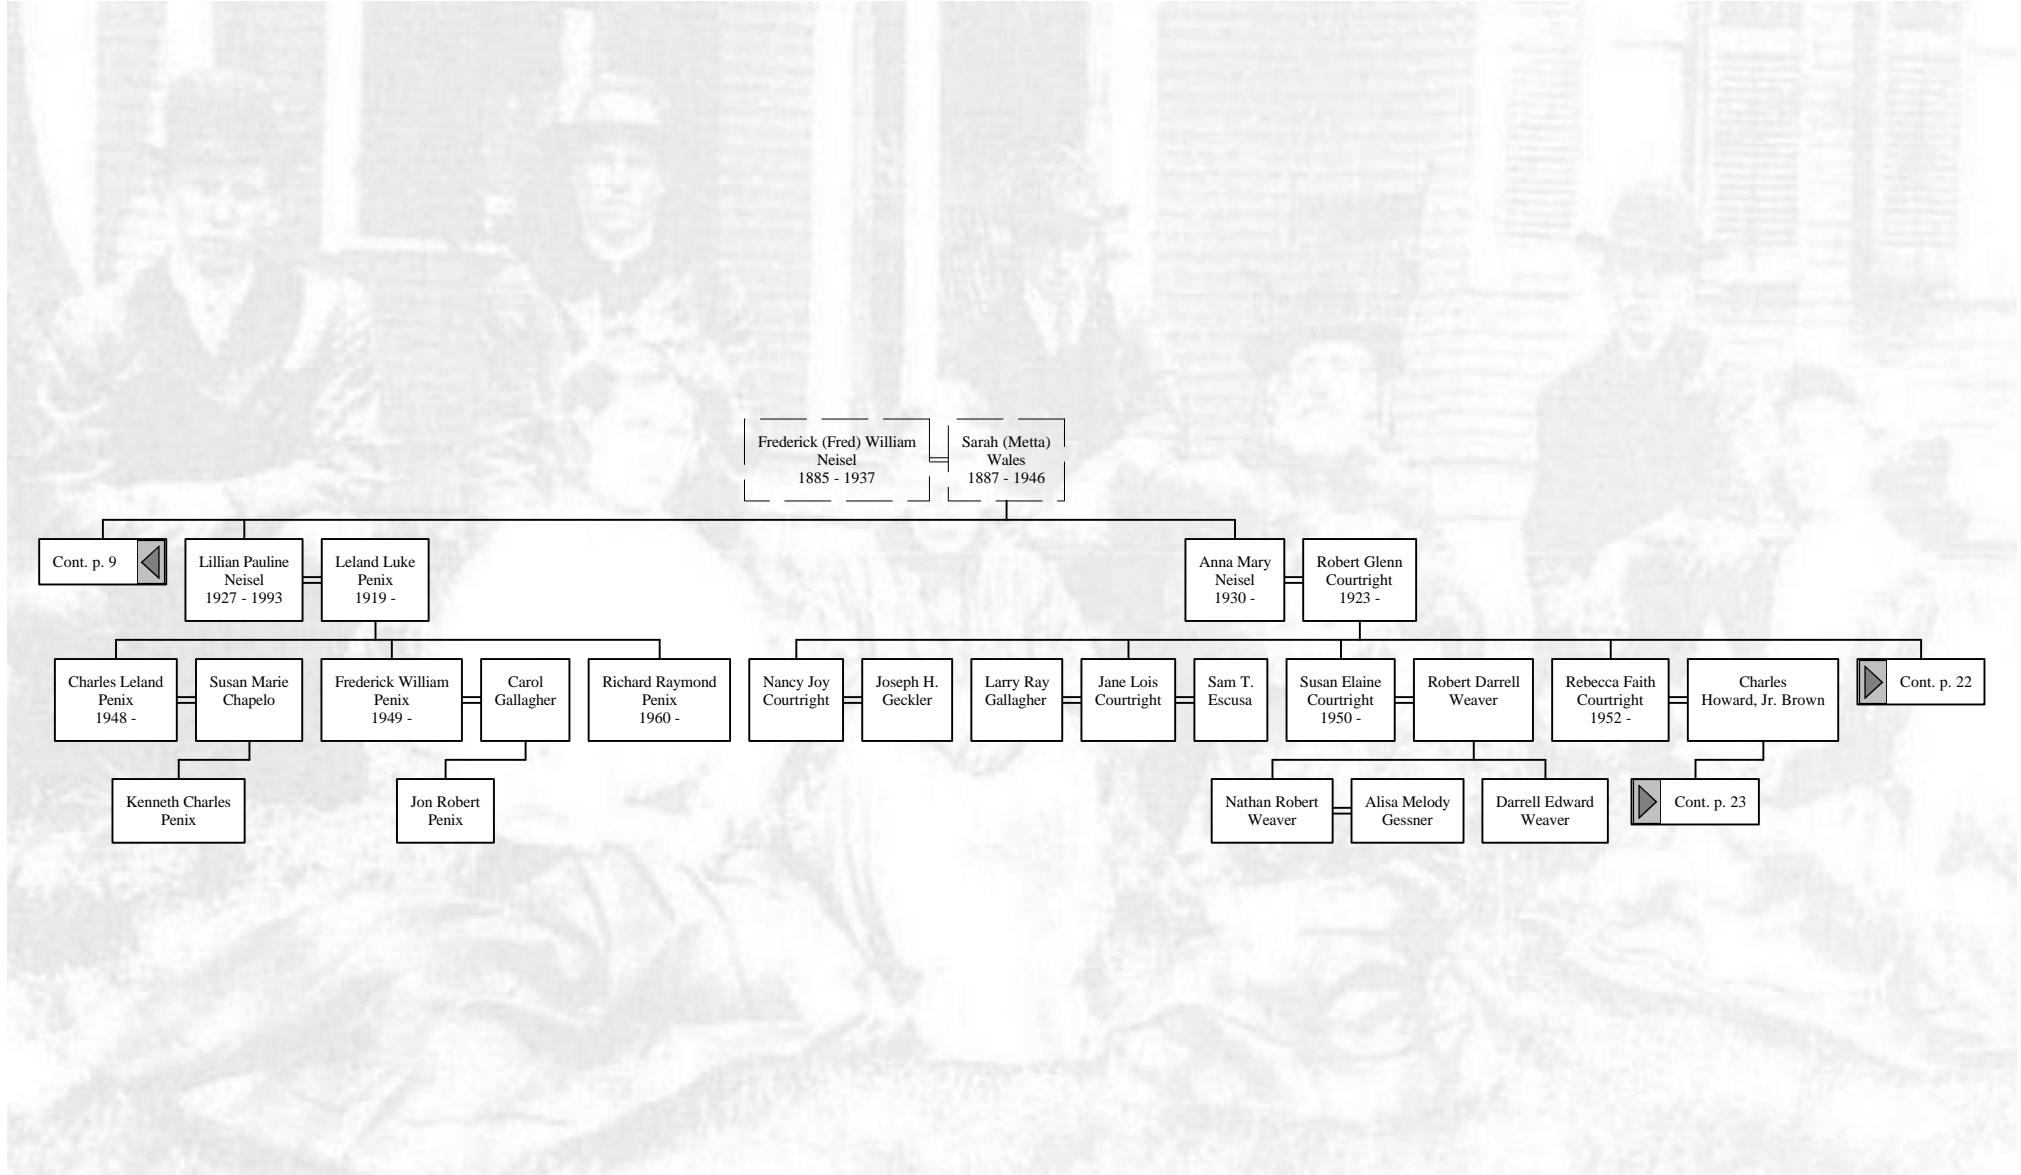 Frederick (Fred) William
Neisel
1885 - 1937
Sarah (Metta)
Wales
1887 - 1946
Cont. p. 9
Lillian Pauline
Neisel
1927 - 1993
Leland Luke
Penix
1919 -
Anna Mary
Neisel
1930 -
Robert Glenn
Courtright
1923 -
Charles Leland
Penix
1948 -
Susan Marie
Chapelo
Frederick William
Penix
1949 -
Carol
Gallagher
Richard Raymond
Penix
1960 -
Nancy Joy
Courtright
Joseph H.
Geckler
Larry Ray
Gallagher
Jane Lois
Courtright
Sam T.
Escusa
Susan Elaine
Courtright
1950 -
Robert Darrell
Weaver
Rebecca Faith
Courtright
1952 -
Charles
Howard, Jr. Brown
Cont. p. 22
Kenneth Charles
Penix
Jon Robert
Penix
Nathan Robert
Weaver
Alisa Melody
Gessner
Darrell Edward
Weaver
Cont. p. 23